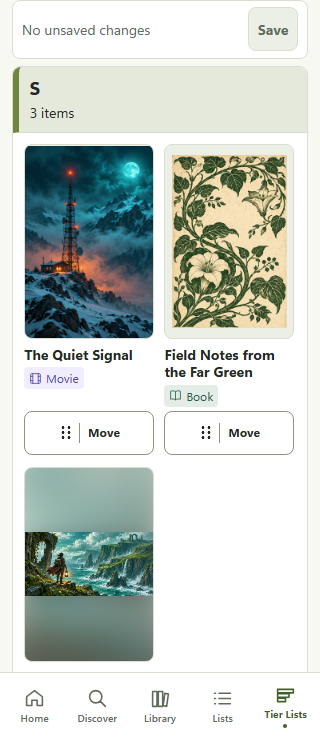 No unsaved changes
Save
S
3 items
The Quiet Signal
Movie
Field Notes from
the Far Green
Book
Move
Move
Home
Discover
Library
Lists
Tier Lists